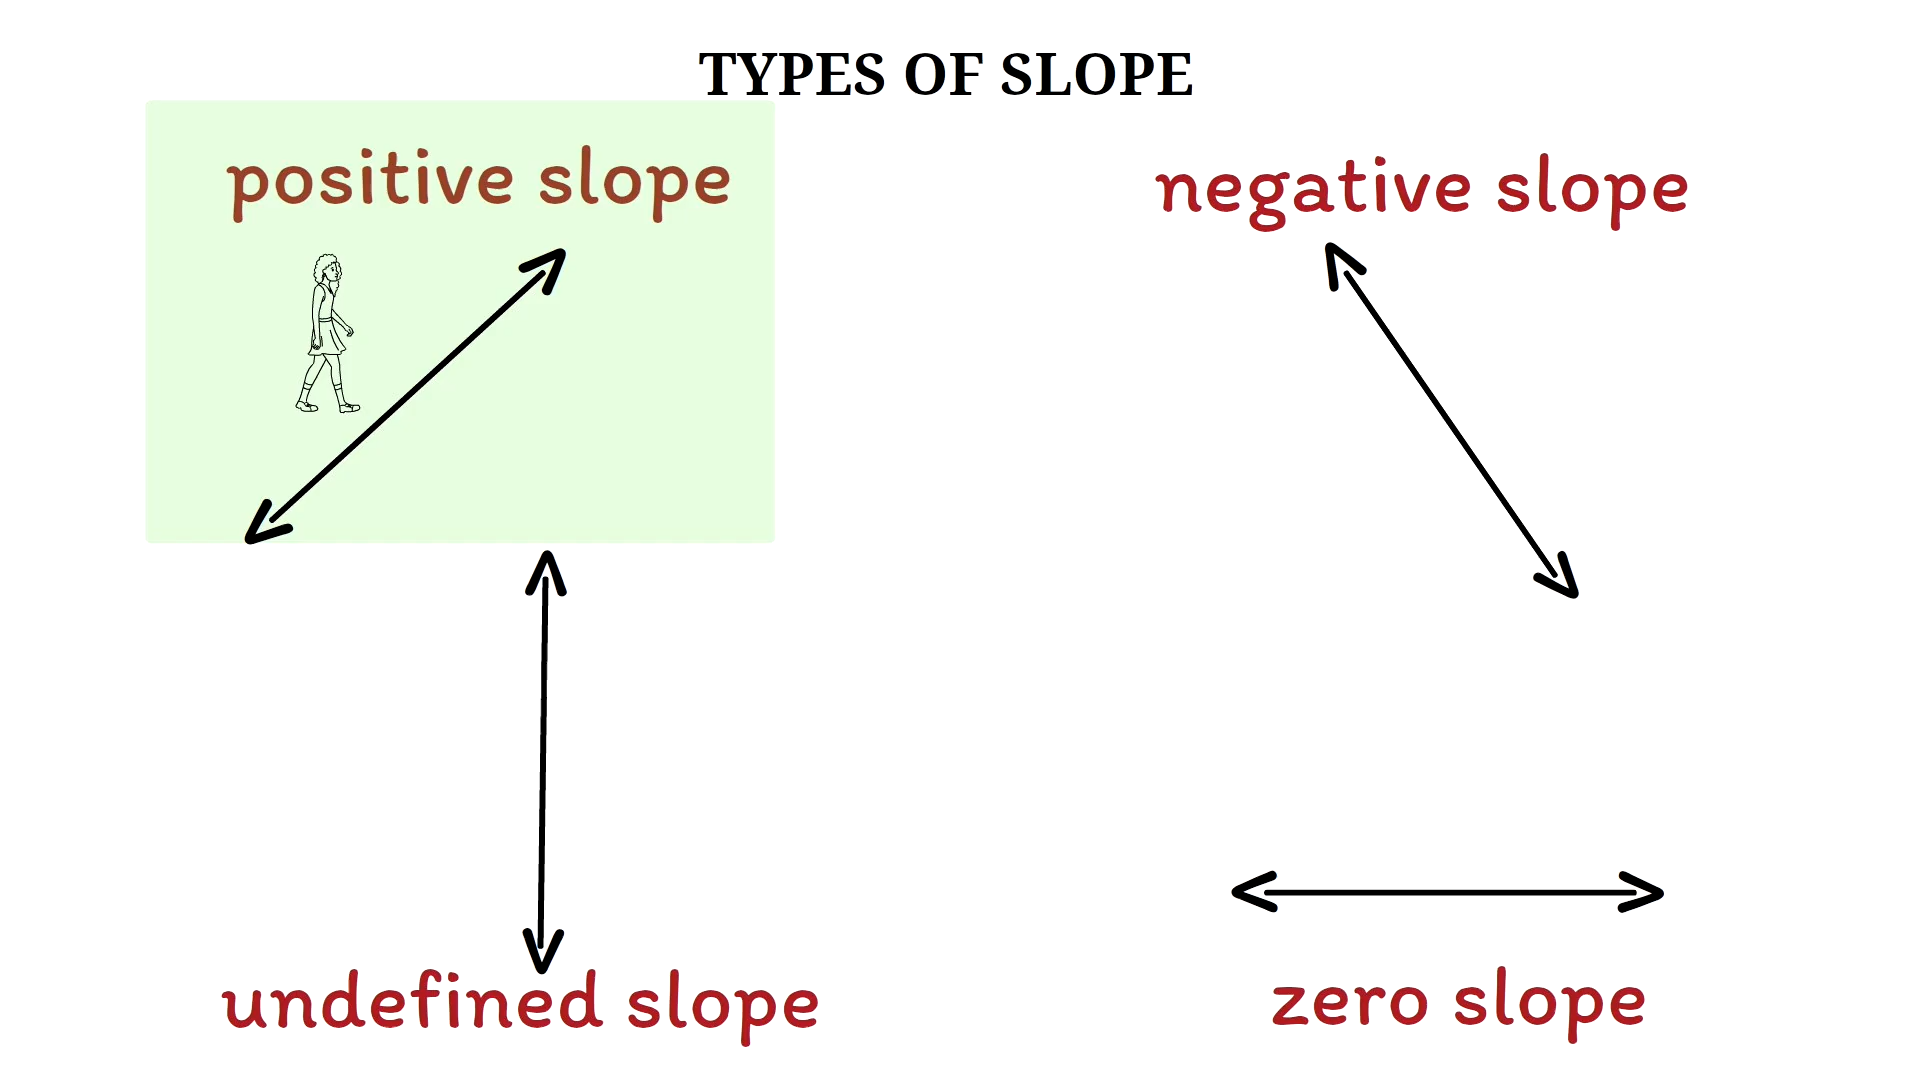 TYPES OF SLOPE
positive slope
negative slope
undefined slope
zero slope